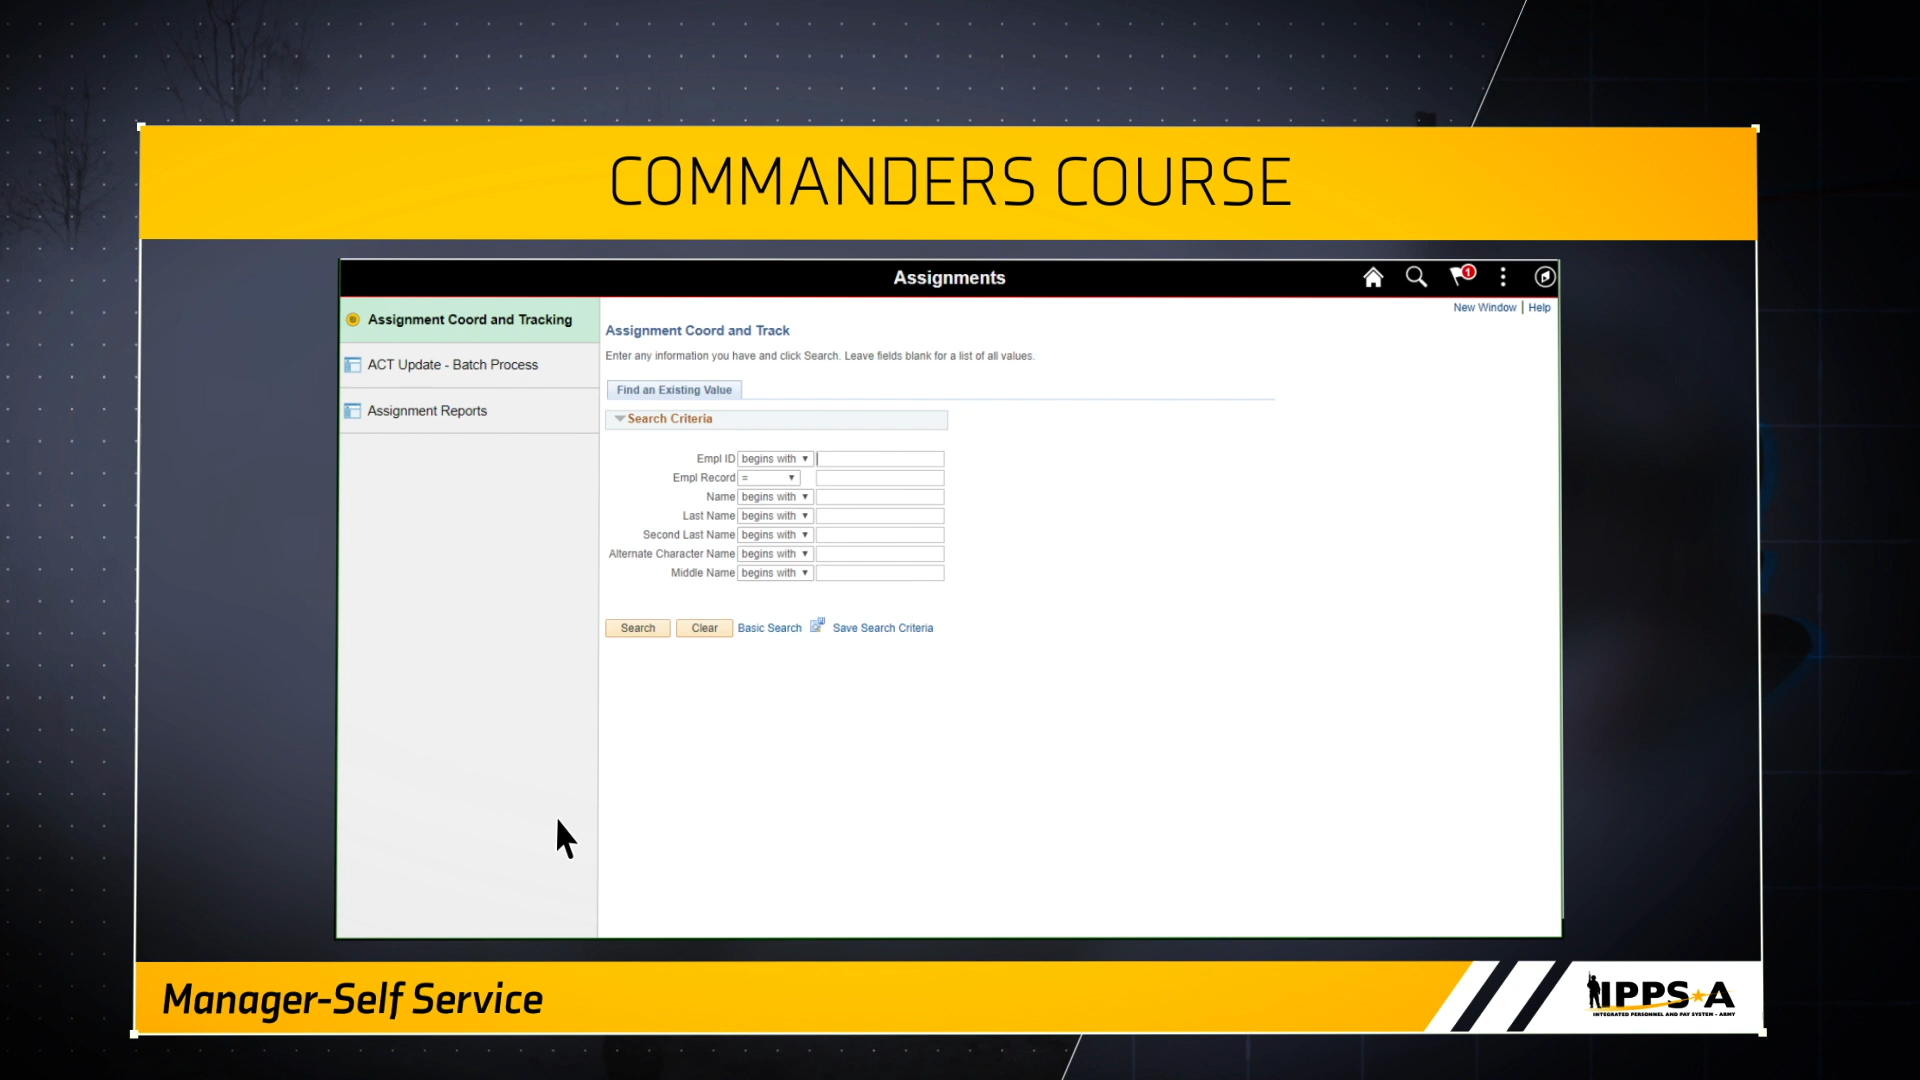 COMMANDERS COURSE
Assignments
1
New Window | Help
Assignment Coord and Tracking
ACT Update - Batch Process
Assignment Reports
Assignment Coord and Track
Enter any information you have and click Search. Leave fields blank for a list of all values.
Find an Existing Value
Search Criteria
Empl ID begins with
Empl Record =
Name begins with
Last Name begins with
Second Last Name begins with
Alternate Character Name begins with
Middle Name begins with
Search Clear Basic Search Save Search Criteria
Manager-Self Service
IPPS★A
INTEGRATED PERSONNEL AND PAY SYSTEM - ARMY